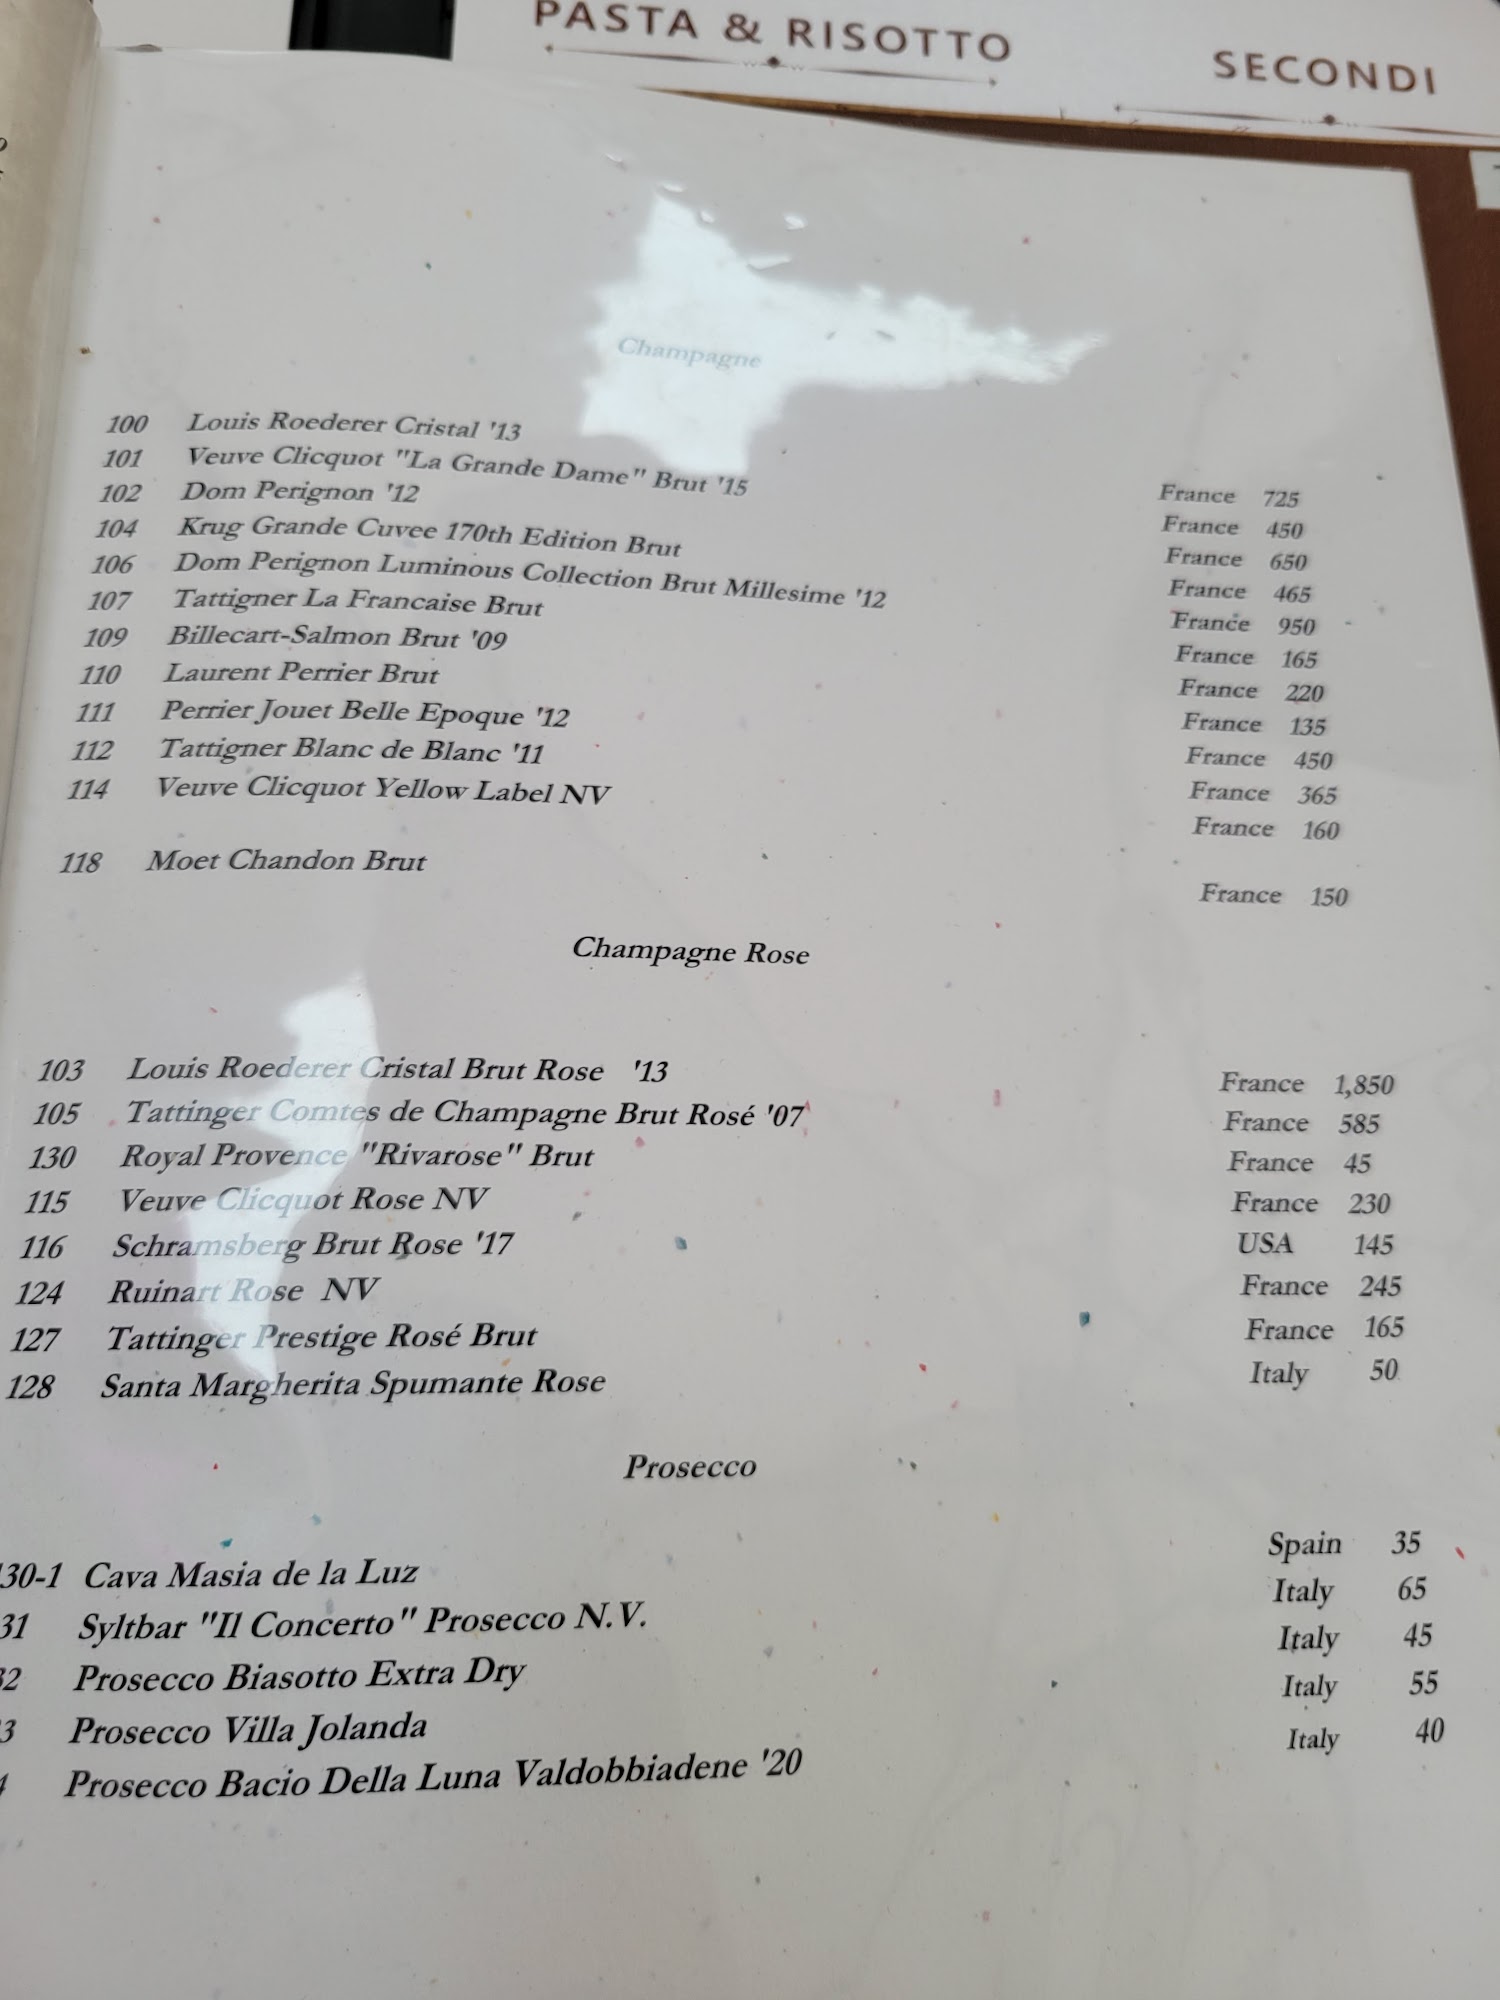 PASTA & RISOTTO
SECONDI
Champagne
100 Louis Roederer Cristal '13 France 725
101 Veuve Clicquot "La Grande Dame" Brut '15 France 450
102 Dom Perignon '12 France 650
104 Krug Grande Cuvee 170th Edition Brut France 465
106 Dom Perignon Luminous Collection Brut Millesime '12 France 950
107 Tattigner La Francaise Brut France 165
109 Billecart-Salmon Brut '09 France 220
110 Laurent Perrier Brut France 135
111 Perrier Jouet Belle Epoque '12 France 450
112 Tattigner Blanc de Blanc '11 France 365
114 Veuve Clicquot Yellow Label NV France 160
118 Moet Chandon Brut France 150
Champagne Rose
103 Louis Roederer Cristal Brut Rose '13 France 1,850
105 Tattinger Comtes de Champagne Brut Rosé '07 France 585
130 Royal Provence "Rivarose" Brut France 45
115 Veuve Clicquot Rose NV France 230
116 Schramsberg Brut Rose '17 USA 145
124 Ruinart Rose NV France 245
127 Tattinger Prestige Rosé Brut France 165
128 Santa Margherita Spumante Rose Italy 50
Prosecco
130-1 Cava Masia de la Luz Spain 35
31 Syltbar "Il Concerto" Prosecco N.V. Italy 65
2 Prosecco Biasotto Extra Dry Italy 45
3 Prosecco Villa Jolanda Italy 55
Prosecco Bacio Della Luna Valdobbiadene '20 Italy 40